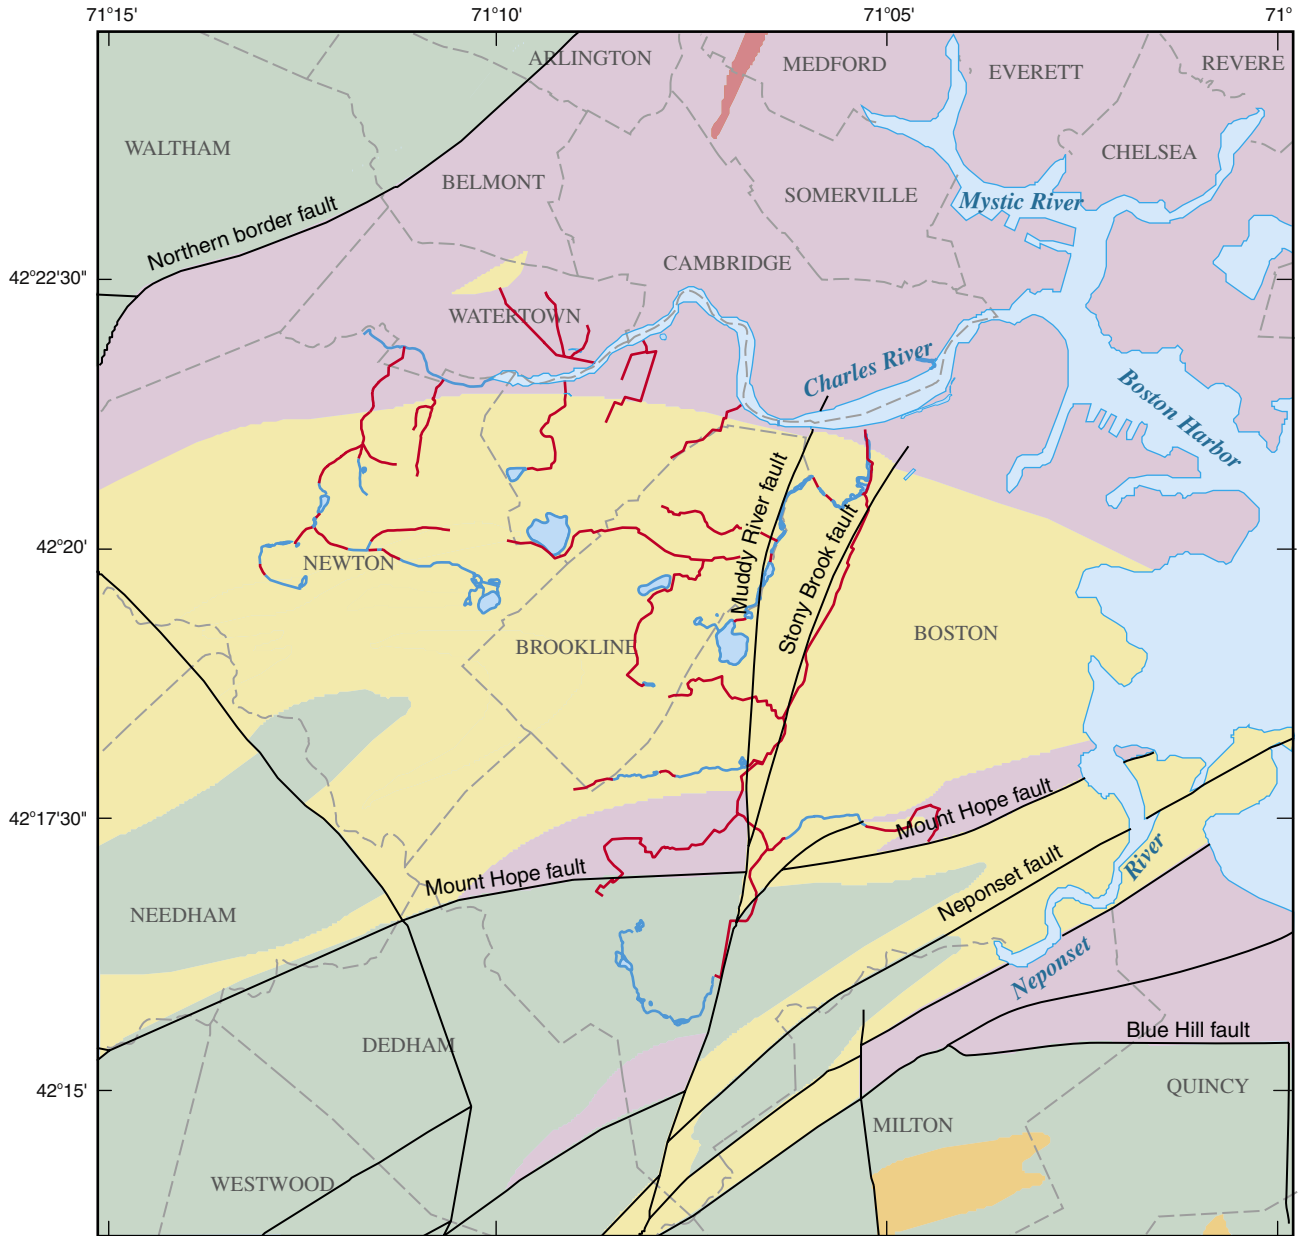 71°15'
71°10'
71°05'
71°
ARLINGTON
MEDFORD
EVERETT
REVERE
WALTHAM
CHELSEA
BELMONT
SOMERVILLE
Mystic River
Northern border fault
CAMBRIDGE
42°22'30"
WATERTOWN
Charles River
Boston Harbor
Muddy River fault
Stony Brook fault
42°20'
NEWTON
BROOKLINE
BOSTON
42°17'30"
Mount Hope fault
Mount Hope fault
Neponset fault
River
Neponset
NEEDHAM
DEDHAM
Blue Hill fault
42°15'
QUINCY
MILTON
WESTWOOD